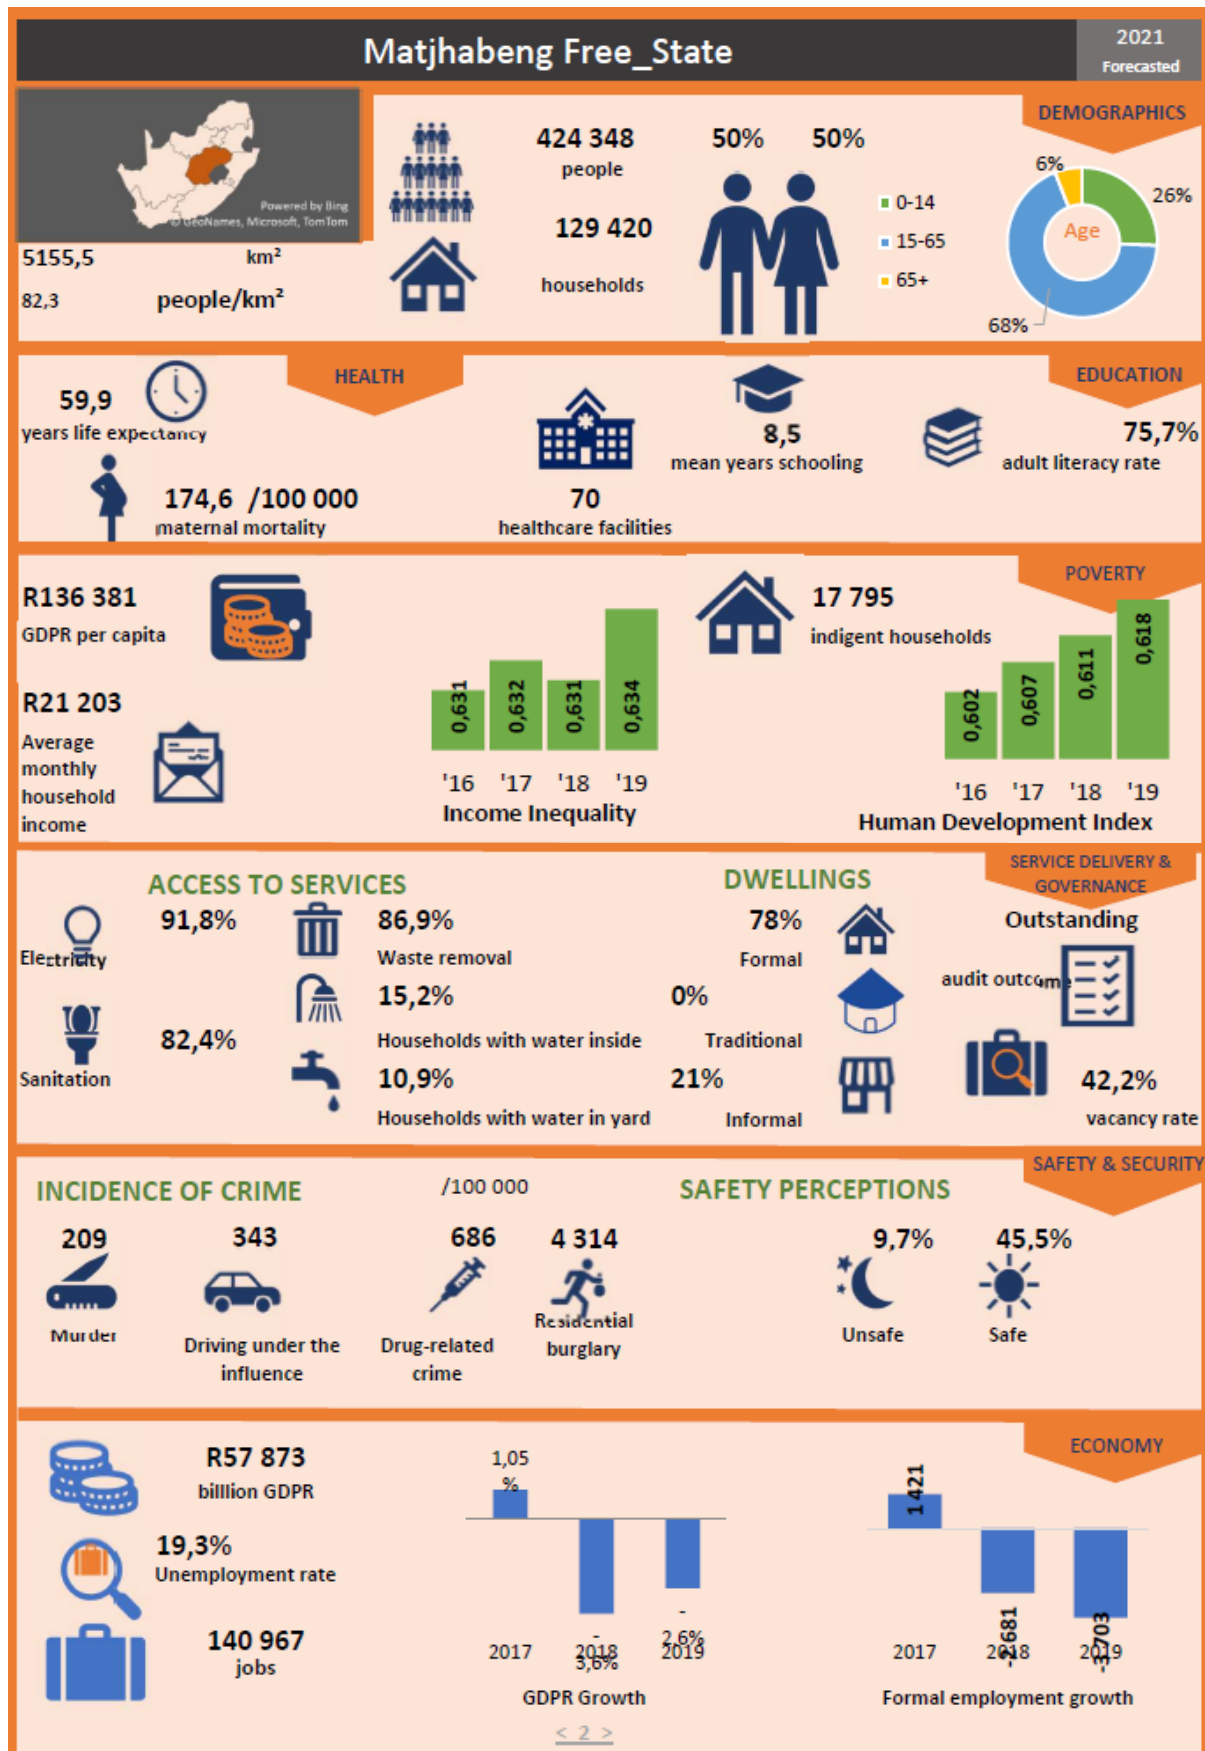 Matjhabeng Free_State
2021
Forecasted
DEMOGRAPHICS
Powered by Bing
© GeoNames, Microsoft, TomTom
5155,5 km²
82,3 people/km²
424 348
people
129 420
households
50% 50%
0-14
15-65
65+
6%
26%
Age
68%
HEALTH
59,9
years life expectancy
174,6 /100 000
maternal mortality
70
healthcare facilities
EDUCATION
8,5
mean years schooling
75,7%
adult literacy rate
POVERTY
R136 381
GDPR per capita
R21 203
Average
monthly
household
income
0,631 0,632 0,631 0,634
'16 '17 '18 '19
Income Inequality
17 795
indigent households
0,602 0,607 0,611 0,618
'16 '17 '18 '19
Human Development Index
SERVICE DELIVERY &
GOVERNANCE
ACCESS TO SERVICES
91,8%
Electricity
82,4%
Sanitation
86,9%
Waste removal
15,2%
Households with water inside
10,9%
Households with water in yard
DWELLINGS
78%
Formal
0%
Traditional
21%
Informal
Outstanding
audit outcome
42,2%
vacancy rate
SAFETY & SECURITY
INCIDENCE OF CRIME /100 000
209
Murder
343
Driving under the
influence
686
Drug-related
crime
4 314
Residential
burglary
SAFETY PERCEPTIONS
9,7%
Unsafe
45,5%
Safe
ECONOMY
R57 873
billlion GDPR
19,3%
Unemployment rate
140 967
jobs
1,05
%
-
3,6%
-
2,6%
2017 2018 2019
GDPR Growth
1 421
-2 681
-3 703
2017 2018 2019
Formal employment growth
< 2 >